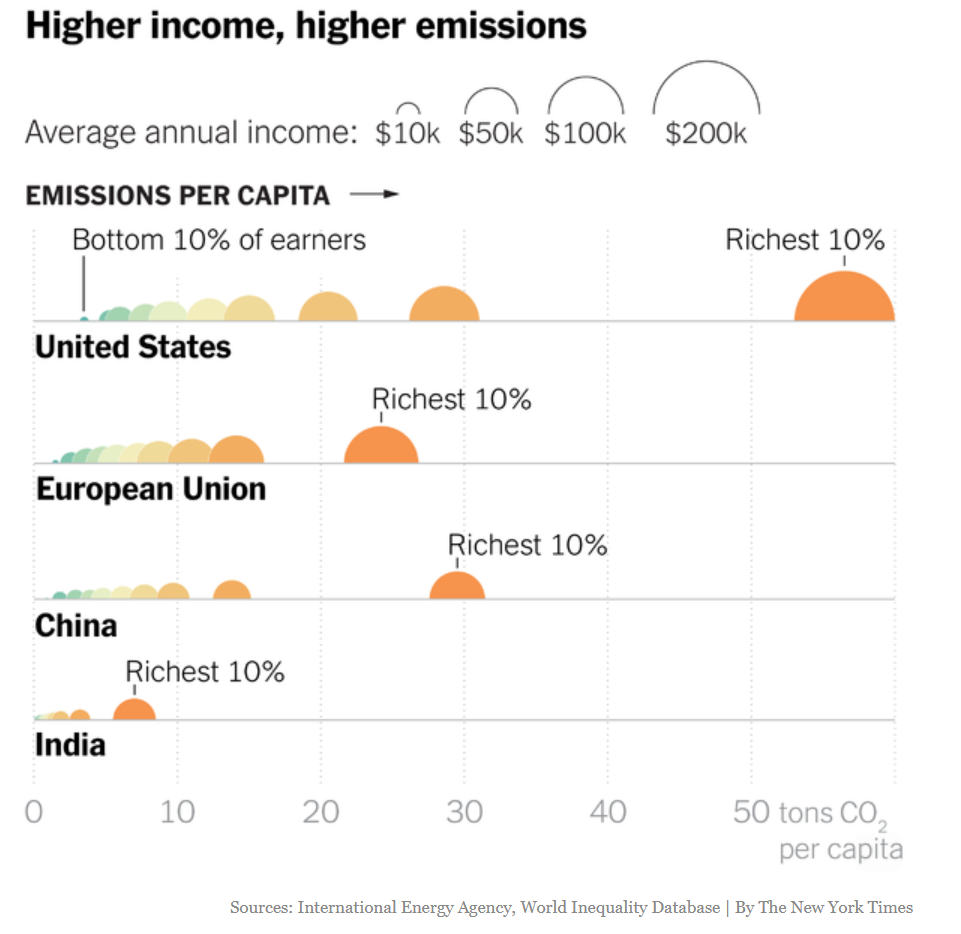 Higher income, higher emissions
Average annual income: $10k $50k $100k $200k
EMISSIONS PER CAPITA
Bottom 10% of earners
Richest 10%
United States
Richest 10%
European Union
Richest 10%
China
Richest 10%
India
0 10 20 30 40 50 tons CO₂
per capita
Sources: International Energy Agency, World Inequality Database | By The New York Times